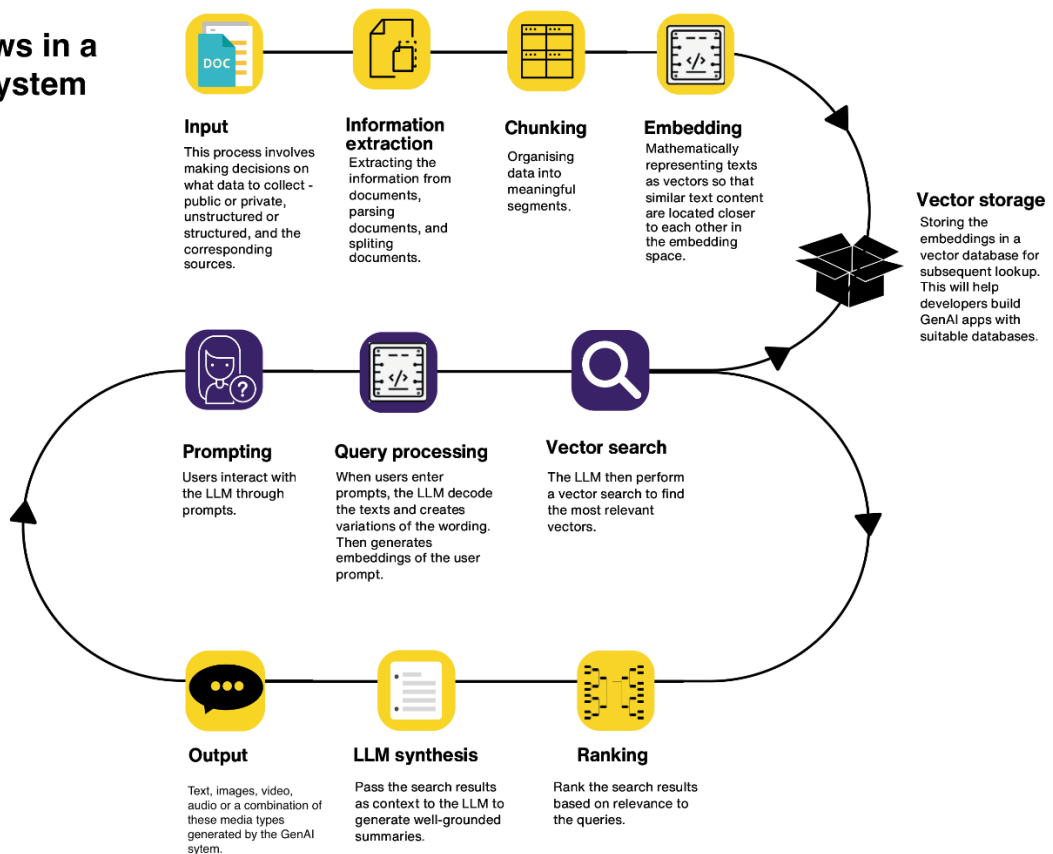 ws in a
ystem
DOC
Input
This process involves
making decisions on
what data to collect -
public or private,
unstructured or
structured, and the
corresponding
sources.
Information
extraction
Extracting the
information from
documents,
parsing
documents, and
spliting
documents.
Chunking
Organising
data into
meaningful
segments.
Embedding
Mathematically
representing texts
as vectors so that
similar text content
are located closer
to each other in
the embedding
space.
Vector storage
Storing the
embeddings in a
vector database for
subsequent lookup.
This will help
developers build
GenAI apps with
suitable databases.
Prompting
Users interact with
the LLM through
prompts.
Query processing
When users enter
prompts, the LLM decode
the texts and creates
variations of the wording.
Then generates
embeddings of the user
prompt.
Vector search
The LLM then perform
a vector search to find
the most relevant
vectors.
Output
Text, images, video,
audio or a combination of
these media types
generated by the GenAI
sytem.
LLM synthesis
Pass the search results
as context to the LLM to
generate well-grounded
summaries.
Ranking
Rank the search results
based on relevance to
the queries.